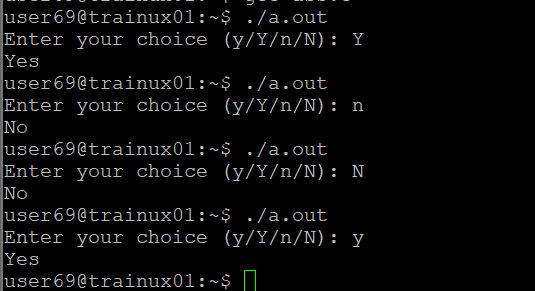 user69@trainux01:~$ ./a.out
Enter your choice (y/Y/n/N): Y
Yes
user69@trainux01:~$ ./a.out
Enter your choice (y/Y/n/N): n
No
user69@trainux01:~$ ./a.out
Enter your choice (y/Y/n/N): N
No
user69@trainux01:~$ ./a.out
Enter your choice (y/Y/n/N): y
Yes
user69@trainux01:~$